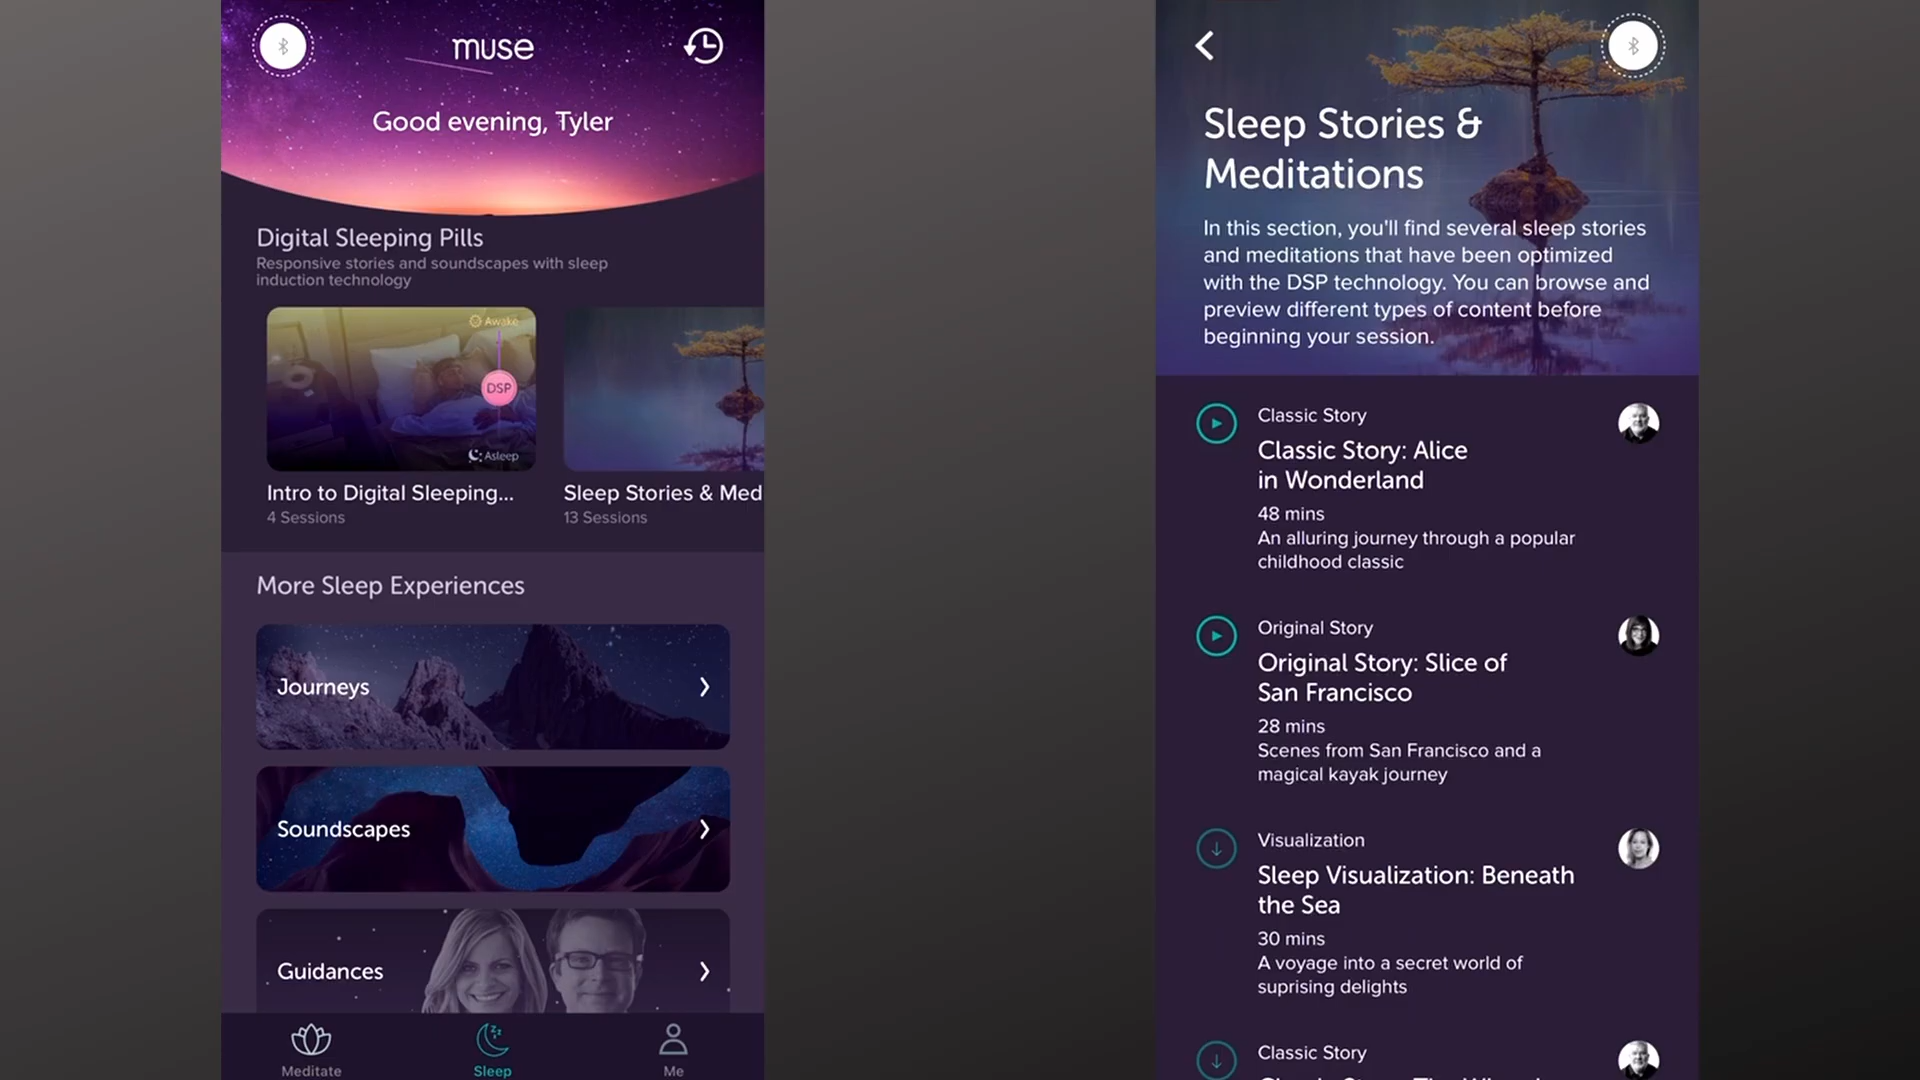 muse
Good evening, Tyler
Digital Sleeping Pills
Responsive stories and soundscapes with sleep
induction technology
Awake
DSP
Asleep
Intro to Digital Sleeping...
4 Sessions
Sleep Stories & Med
13 Sessions
More Sleep Experiences
Journeys
Soundscapes
Guidances
Meditate
Sleep
Me
Sleep Stories &
Meditations
In this section, you'll find several sleep stories
and meditations that have been optimized
with the DSP technology. You can browse and
preview different types of content before
beginning your session.
Classic Story
Classic Story: Alice
in Wonderland
48 mins
An alluring journey through a popular
childhood classic
Original Story
Original Story: Slice of
San Francisco
28 mins
Scenes from San Francisco and a
magical kayak journey
Visualization
Sleep Visualization: Beneath
the Sea
30 mins
A voyage into a secret world of
suprising delights
Classic Story